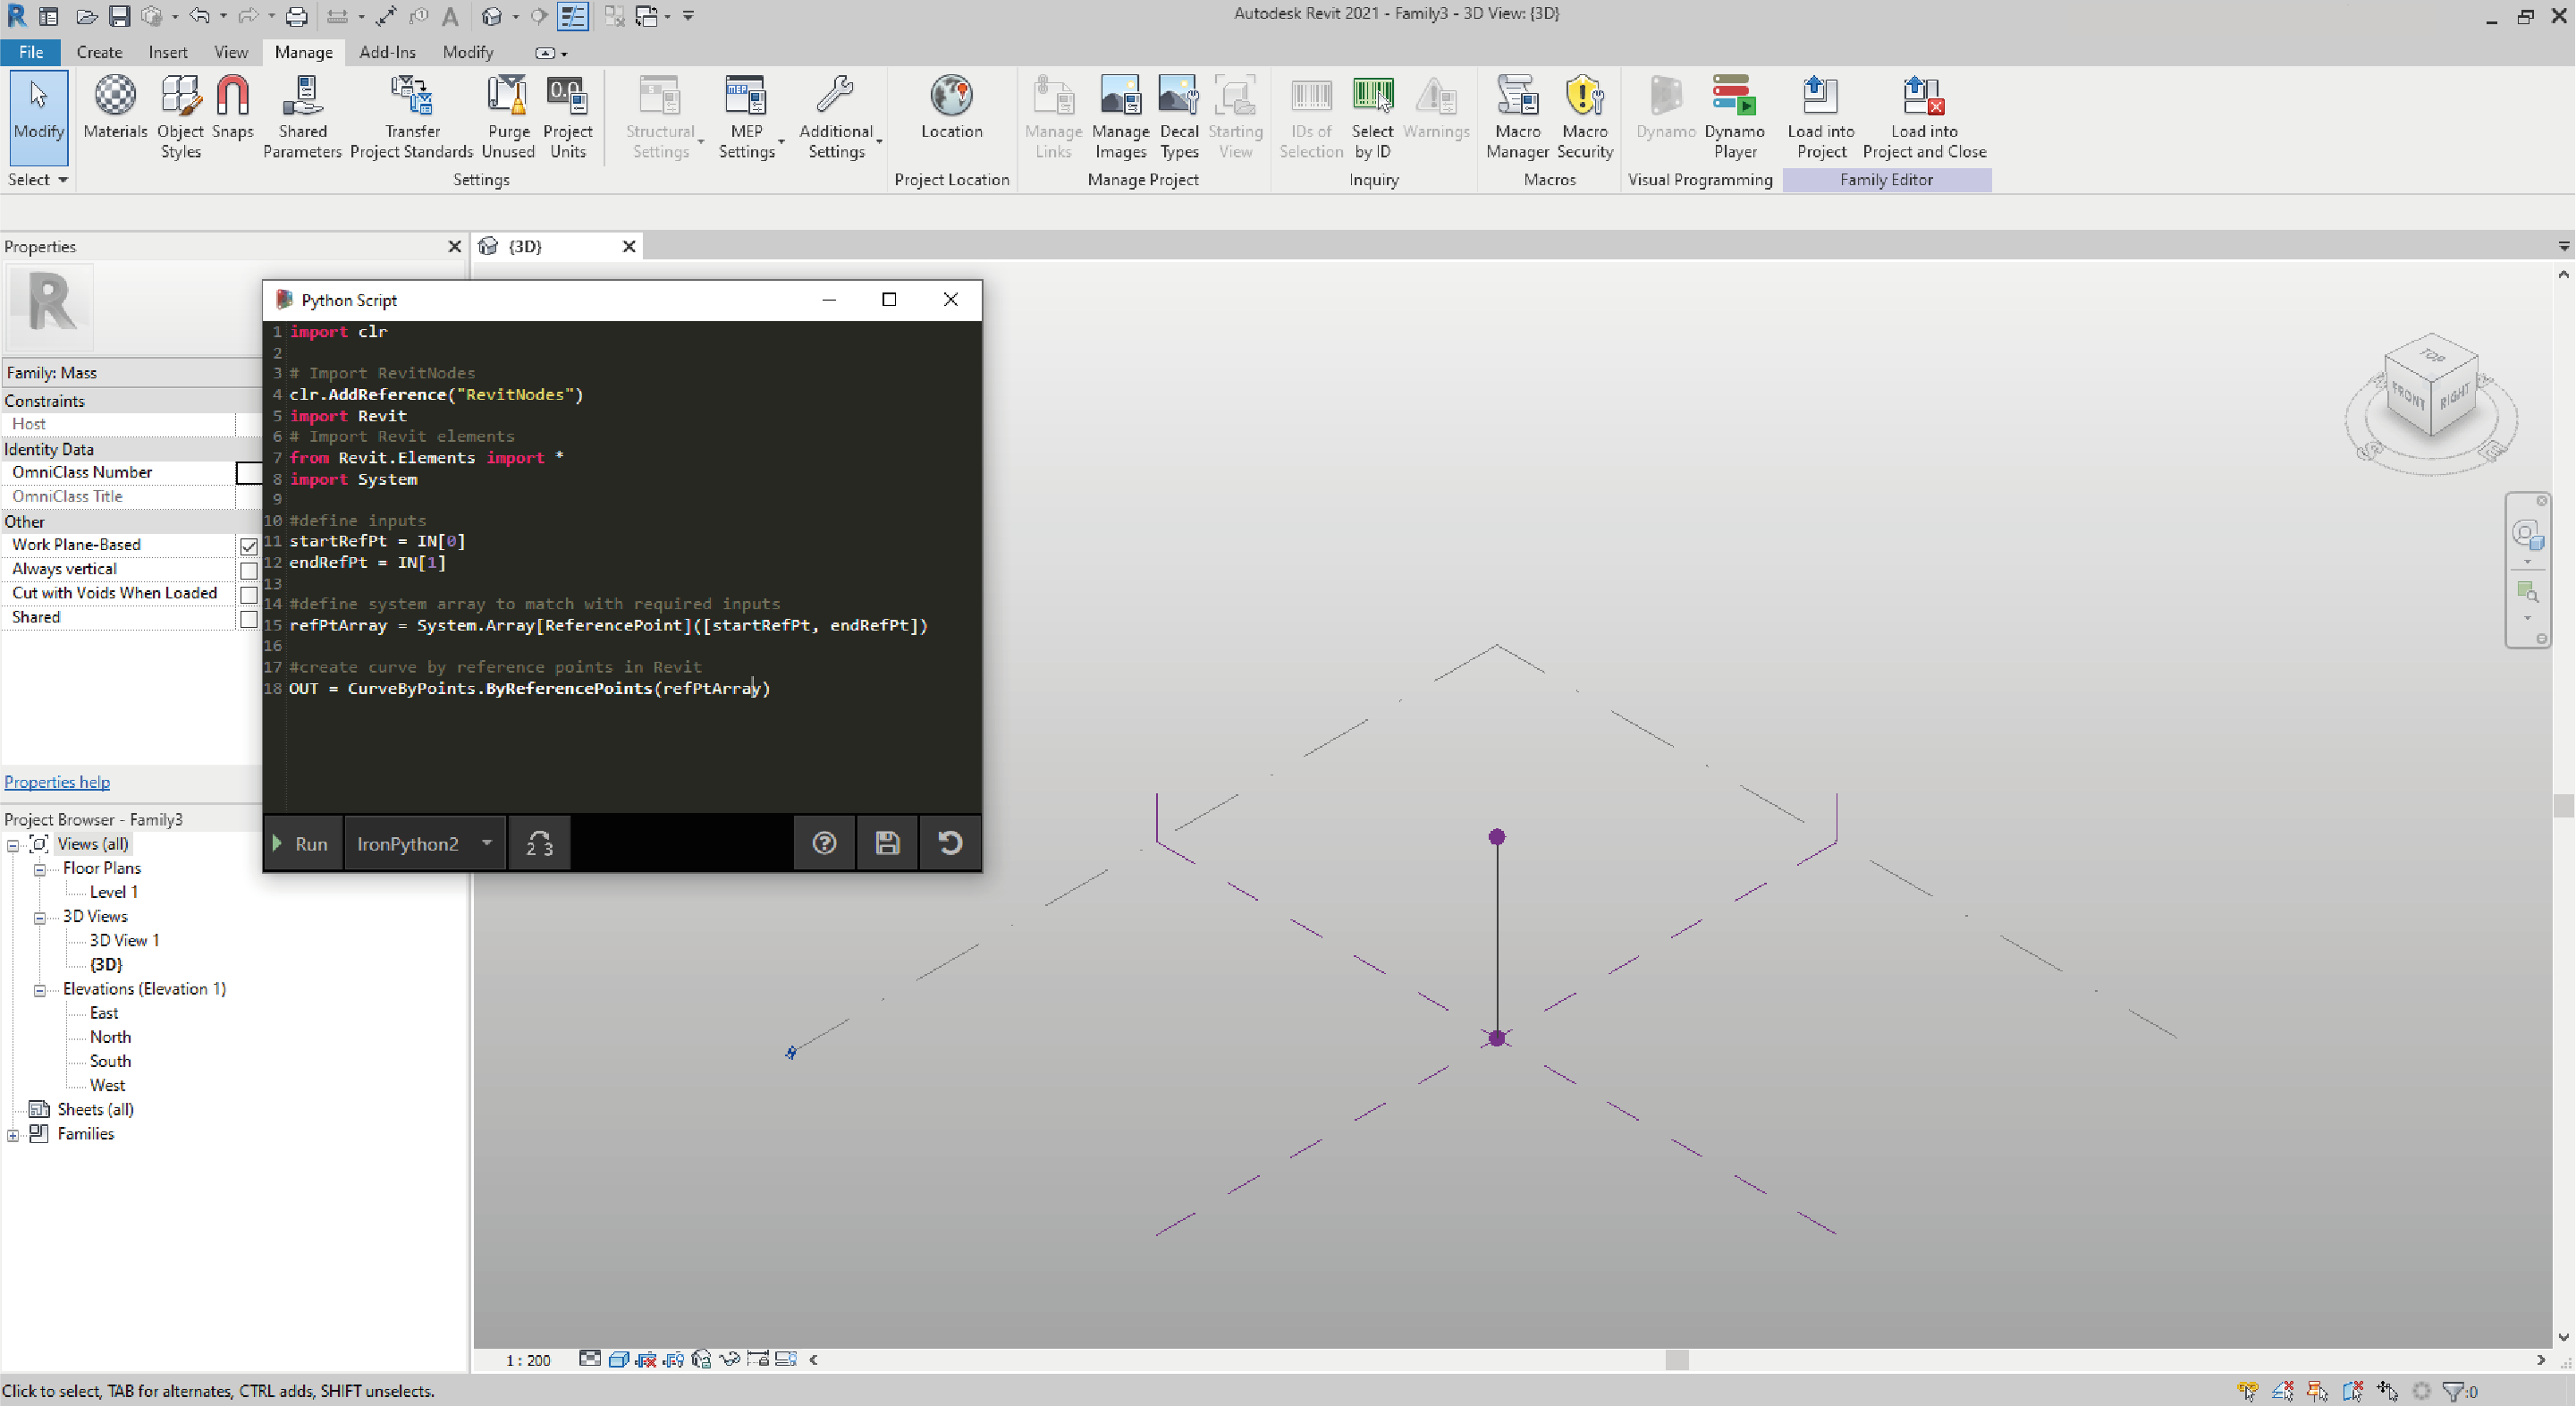 Autodesk Revit 2021 - Family3 - 3D View: {3D}
File Create Insert View Manage Add-Ins Modify
Modify
Materials
Object Styles
Snaps
Shared Parameters
Transfer Project Standards
Purge Unused
Project Units
Structural Settings
MEP Settings
Additional Settings
Location
Manage Links
Manage Images
Decal Types
Starting View
IDs of Selection
Select by ID
Warnings
Macro Manager
Macro Security
Dynamo
Dynamo Player
Load into Project
Load into Project and Close
Select
Settings
Project Location
Manage Project
Inquiry
Macros
Visual Programming
Family Editor
Properties
{3D}
Family: Mass
Constraints
Host
Identity Data
OmniClass Number
OmniClass Title
Other
Work Plane-Based
Always vertical
Cut with Voids When Loaded
Shared
Properties help
Python Script
1 import clr
2
3 # Import RevitNodes
4 clr.AddReference("RevitNodes")
5 import Revit
6 # Import Revit elements
7 from Revit.Elements import *
8 import System
9
10 #define inputs
11 startRefPt = IN[0]
12 endRefPt = IN[1]
13
14 #define system array to match with required inputs
15 refPtArray = System.Array[ReferencePoint]([startRefPt, endRefPt])
16
17 #create curve by reference points in Revit
18 OUT = CurveByPoints.ByReferencePoints(refPtArray)
Run
IronPython2
2 3
TOP
FRONT
RIGHT
Project Browser - Family3
Views (all)
Floor Plans
Level 1
3D Views
3D View 1
{3D}
Elevations (Elevation 1)
East
North
South
West
Sheets (all)
Families
1 : 200
Click to select, TAB for alternates, CTRL adds, SHIFT unselects.
:0